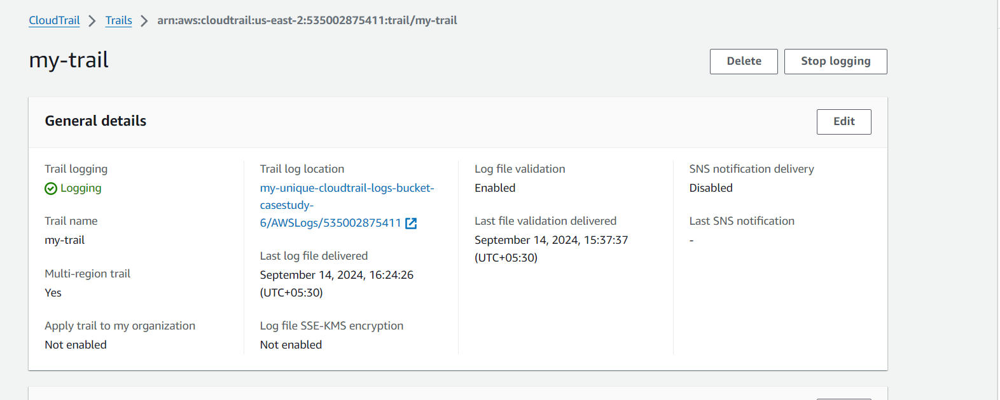 CloudTrail > Trails > arn:aws:cloudtrail:us-east-2:535002875411:trail/my-trail
my-trail
Delete
Stop logging
General details
Edit
Trail logging
Logging
Trail name
my-trail
Multi-region trail
Yes
Apply trail to my organization
Not enabled
Trail log location
my-unique-cloudtrail-logs-bucket-
casestudy-
6/AWSLogs/535002875411
Last log file delivered
September 14, 2024, 16:24:26
(UTC+05:30)
Log file SSE-KMS encryption
Not enabled
Log file validation
Enabled
Last file validation delivered
September 14, 2024, 15:37:37
(UTC+05:30)
SNS notification delivery
Disabled
Last SNS notification
-